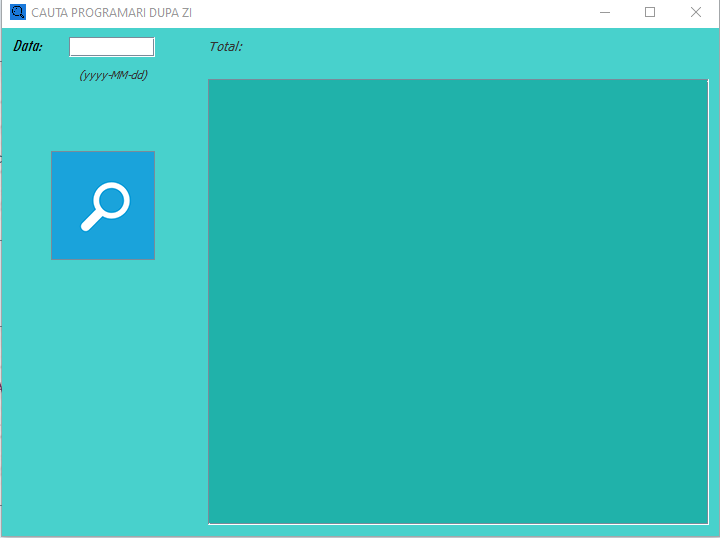 CAUTA PROGRAMARI DUPA ZI
Data:
Total:
(yyyy-MM-dd)